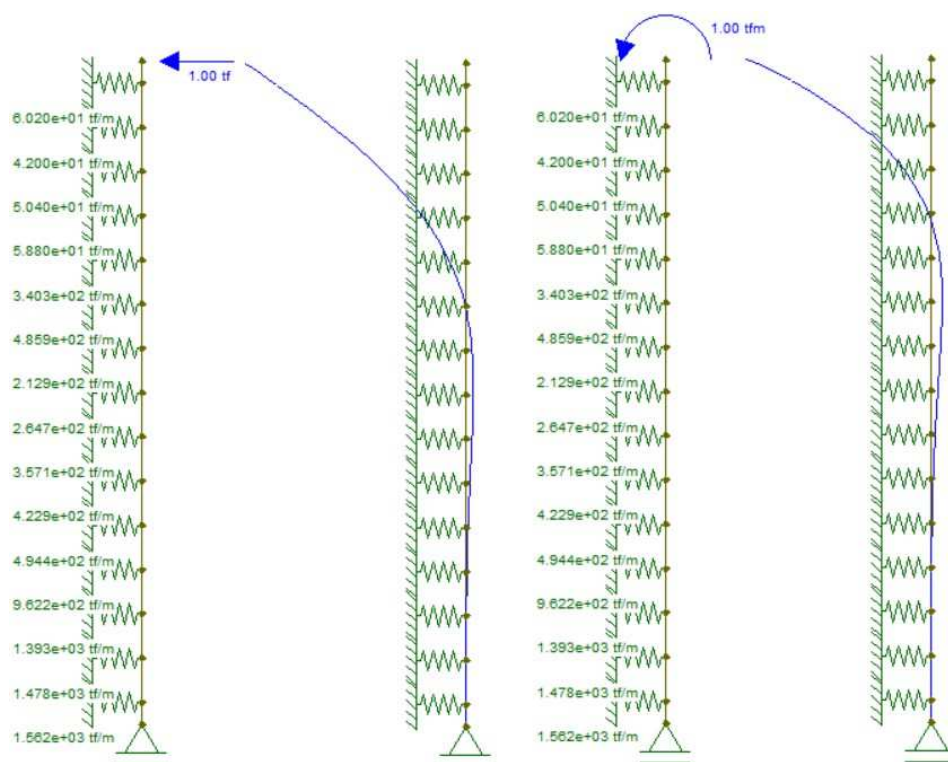 1.00 tf
6.020e+01 tf/m
4.200e+01 tf/m
5.040e+01 tf/m
5.880e+01 tf/m
3.403e+02 tf/m
4.859e+02 tf/m
2.129e+02 tf/m
2.647e+02 tf/m
3.571e+02 tf/m
4.229e+02 tf/m
4.944e+02 tf/m
9.622e+02 tf/m
1.393e+03 tf/m
1.478e+03 tf/m
1.562e+03 tf/m
1.00 tfm
6.020e+01 tf/m
4.200e+01 tf/m
5.040e+01 tf/m
5.880e+01 tf/m
3.403e+02 tf/m
4.859e+02 tf/m
2.129e+02 tf/m
2.647e+02 tf/m
3.571e+02 tf/m
4.229e+02 tf/m
4.944e+02 tf/m
9.622e+02 tf/m
1.393e+03 tf/m
1.478e+03 tf/m
1.562e+03 tf/m